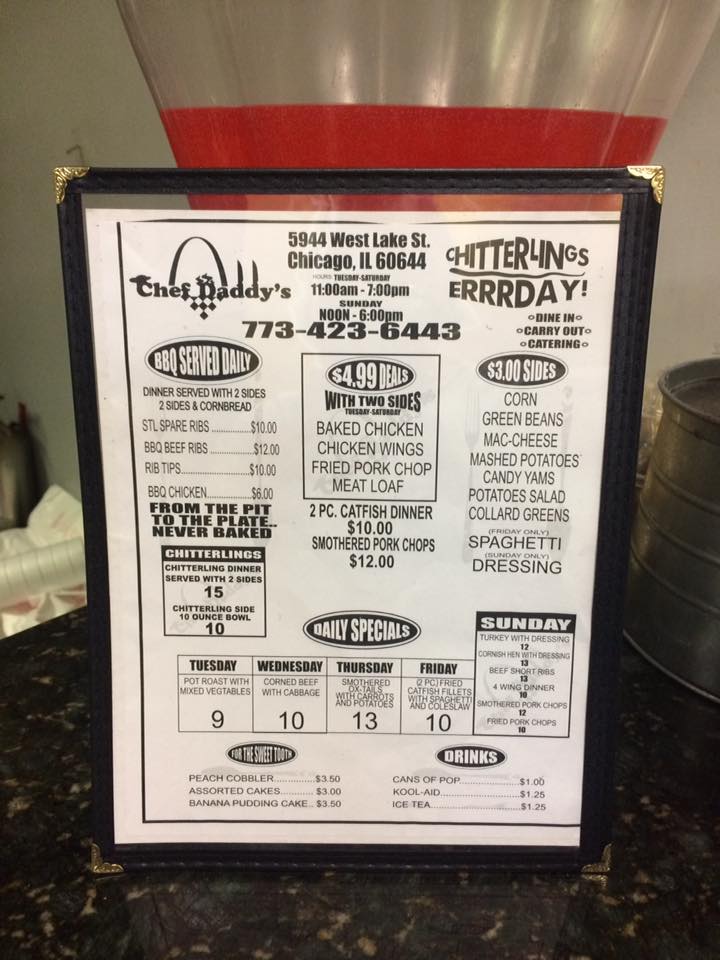 Chef Daddy's
5944 West Lake St.
Chicago, IL 60644
HOURS TUESDAY-SATURDAY
11:00am - 7:00pm
SUNDAY
NOON - 6:00pm
773-423-6443
CHITTERLINGS
ERRRDAY!
DINE IN
CARRY OUT
CATERING
BBQ SERVED DAILY
DINNER SERVED WITH 2 SIDES
2 SIDES & CORNBREAD
STL SPARE RIBS ............$10.00
BBQ BEEF RIBS ............$12.00
RIB TIPS....................$10.00
BBQ CHICKEN............$6.00
FROM THE PIT
TO THE PLATE..
NEVER BAKED
CHITTERLINGS
CHITTERLING DINNER
SERVED WITH 2 SIDES
15
CHITTERLING SIDE
10 OUNCE BOWL
10
$4.99 DEALS
WITH TWO SIDES
TUESDAY-SATURDAY
BAKED CHICKEN
CHICKEN WINGS
FRIED PORK CHOP
MEAT LOAF
2 PC. CATFISH DINNER
$10.00
SMOTHERED PORK CHOPS
$12.00
$3.00 SIDES
CORN
GREEN BEANS
MAC-CHEESE
MASHED POTATOES
CANDY YAMS
POTATOES SALAD
COLLARD GREENS
(FRIDAY ONLY)
SPAGHETTI
(SUNDAY ONLY)
DRESSING
DAILY SPECIALS
TUESDAY
POT ROAST WITH
MIXED VEGTABLES
9
WEDNESDAY
CORNED BEEF
WITH CABBAGE
10
THURSDAY
SMOTHERED
OX-TAILS
WITH CARROTS
AND POTATOES
13
FRIDAY
(2 PC) FRIED
CATFISH FILLETS
WITH SPAGHETTI
AND COLESLAW
10
SUNDAY
TURKEY WITH DRESSING
12
CORNISH HEN WITH DRESSING
13
BEEF SHORT RIBS
13
4 WING DINNER
10
SMOTHERED PORK CHOPS
12
FRIED PORK CHOPS
10
FOR THE SWEET TOOTH
PEACH COBBLER............$3.50
ASSORTED CAKES.........$3.00
BANANA PUDDING CAKE.. $3.50
DRINKS
CANS OF POP..................$1.00
KOOL-AID.......................$1.25
ICE TEA..........................$1.25